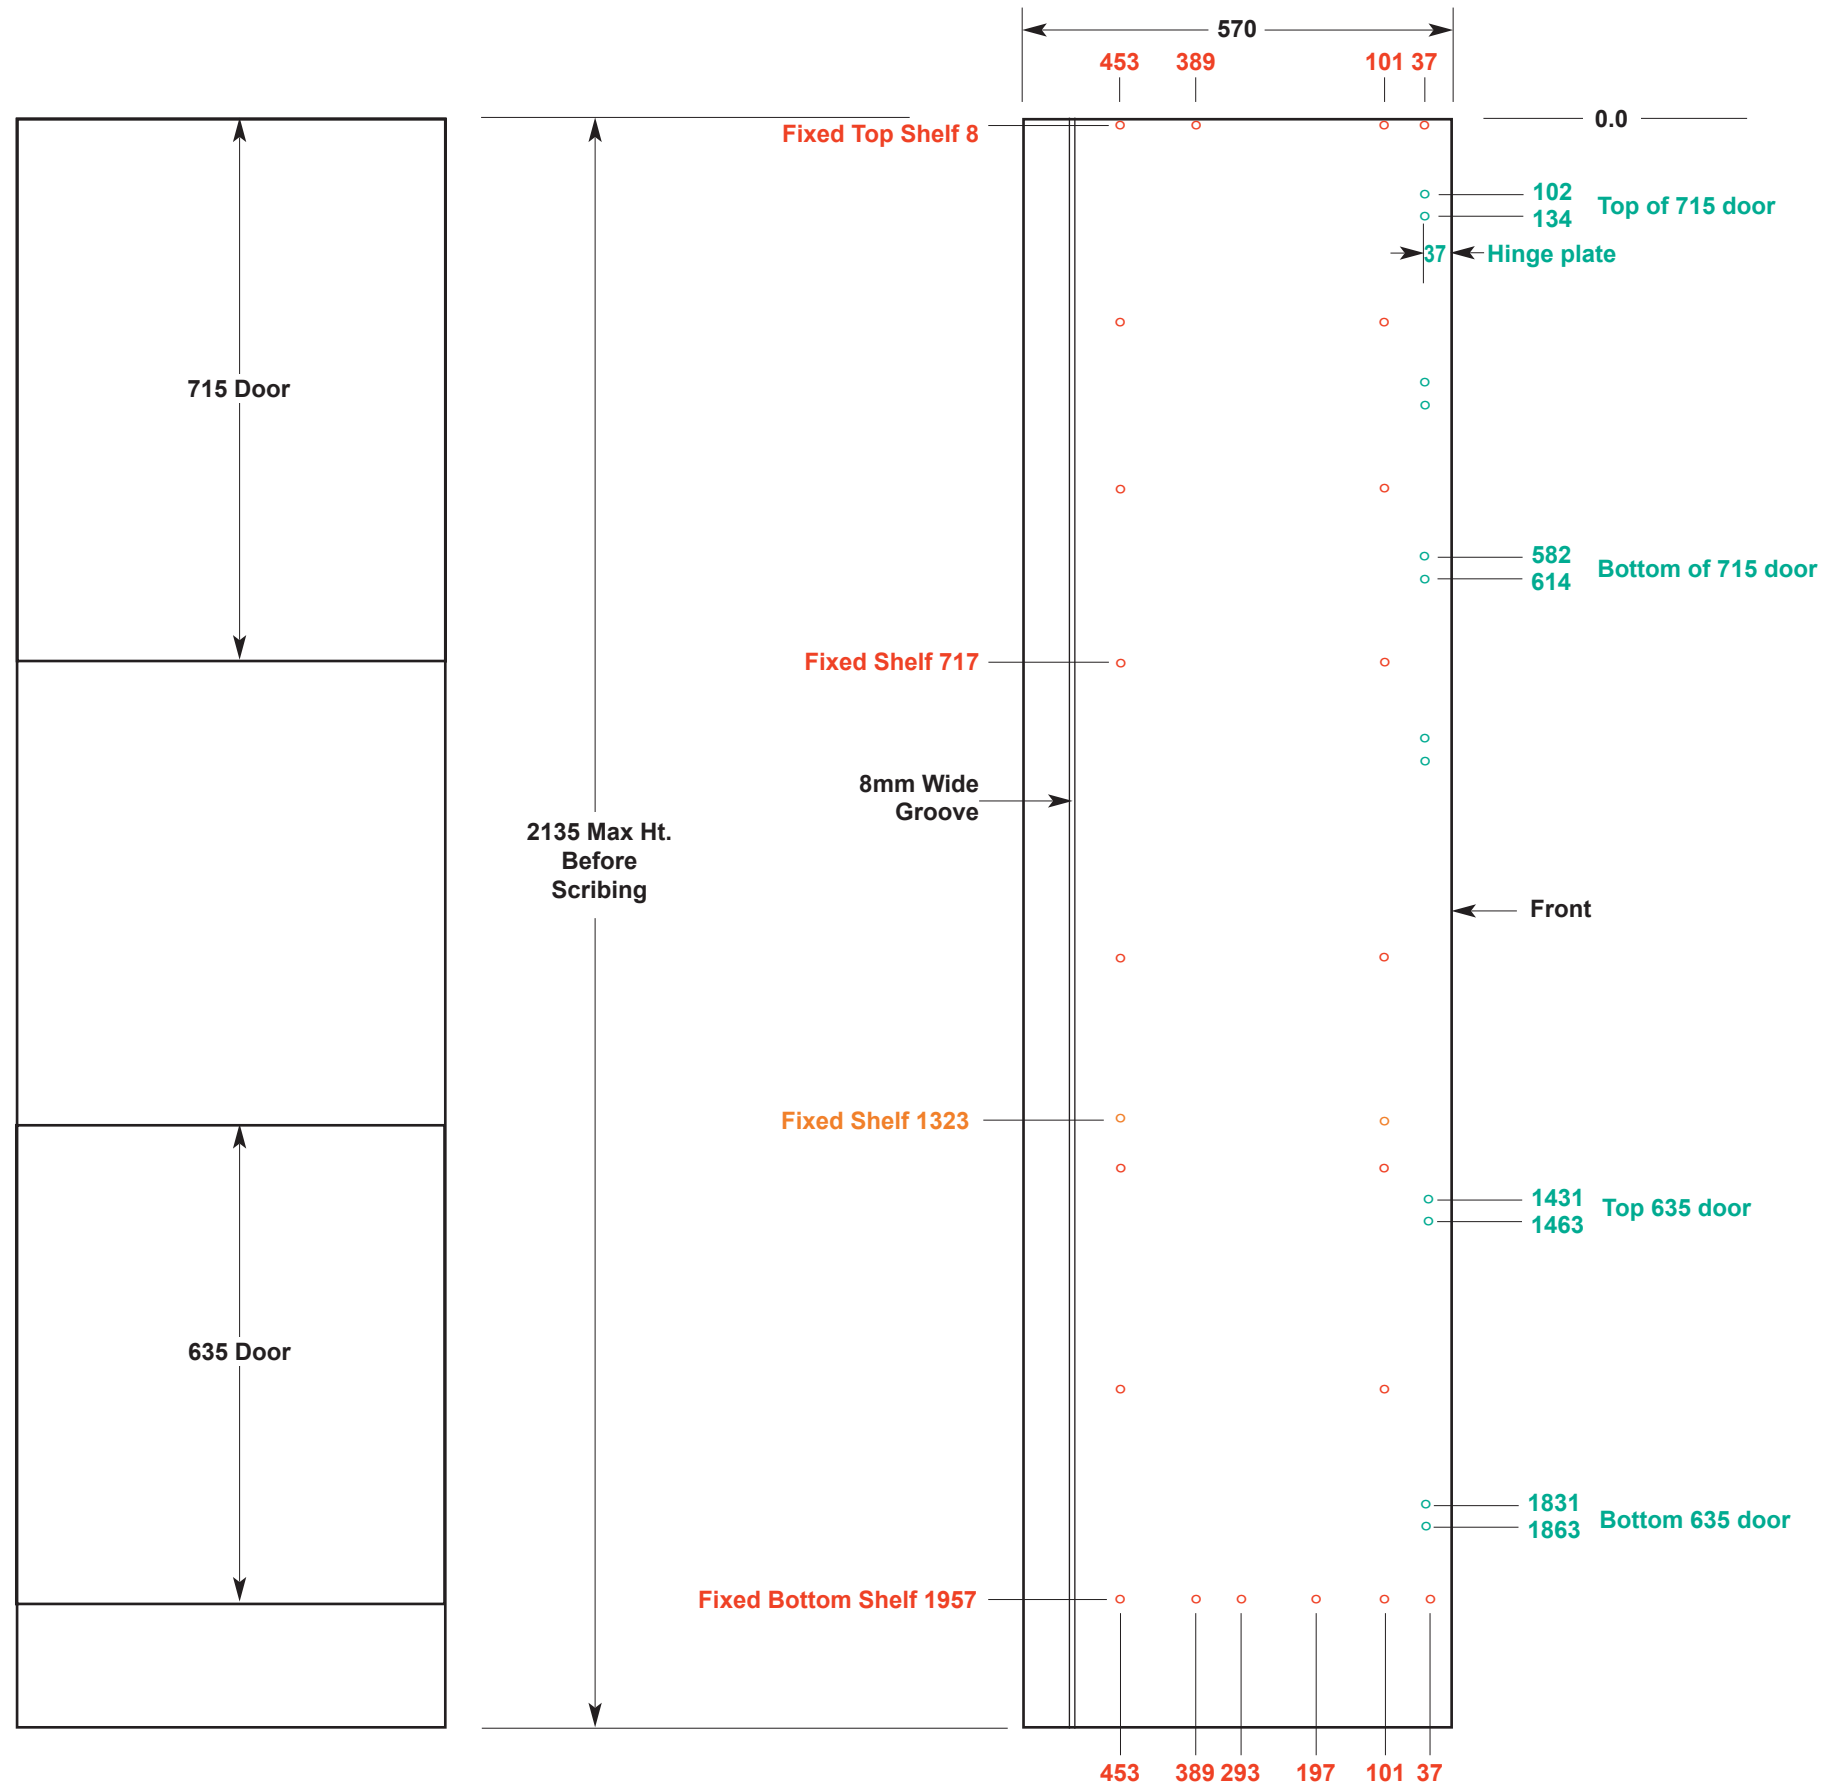 570
453 389 101 37
0.0
Fixed Top Shelf 8
102
134
Top of 715 door
37
Hinge plate
715 Door
582
614
Bottom of 715 door
Fixed Shelf 717
8mm Wide
Groove
2135 Max Ht.
Before
Scribing
Front
Fixed Shelf 1323
1431
1463
Top 635 door
635 Door
1831
1863
Bottom 635 door
Fixed Bottom Shelf 1957
453 389 293 197 101 37